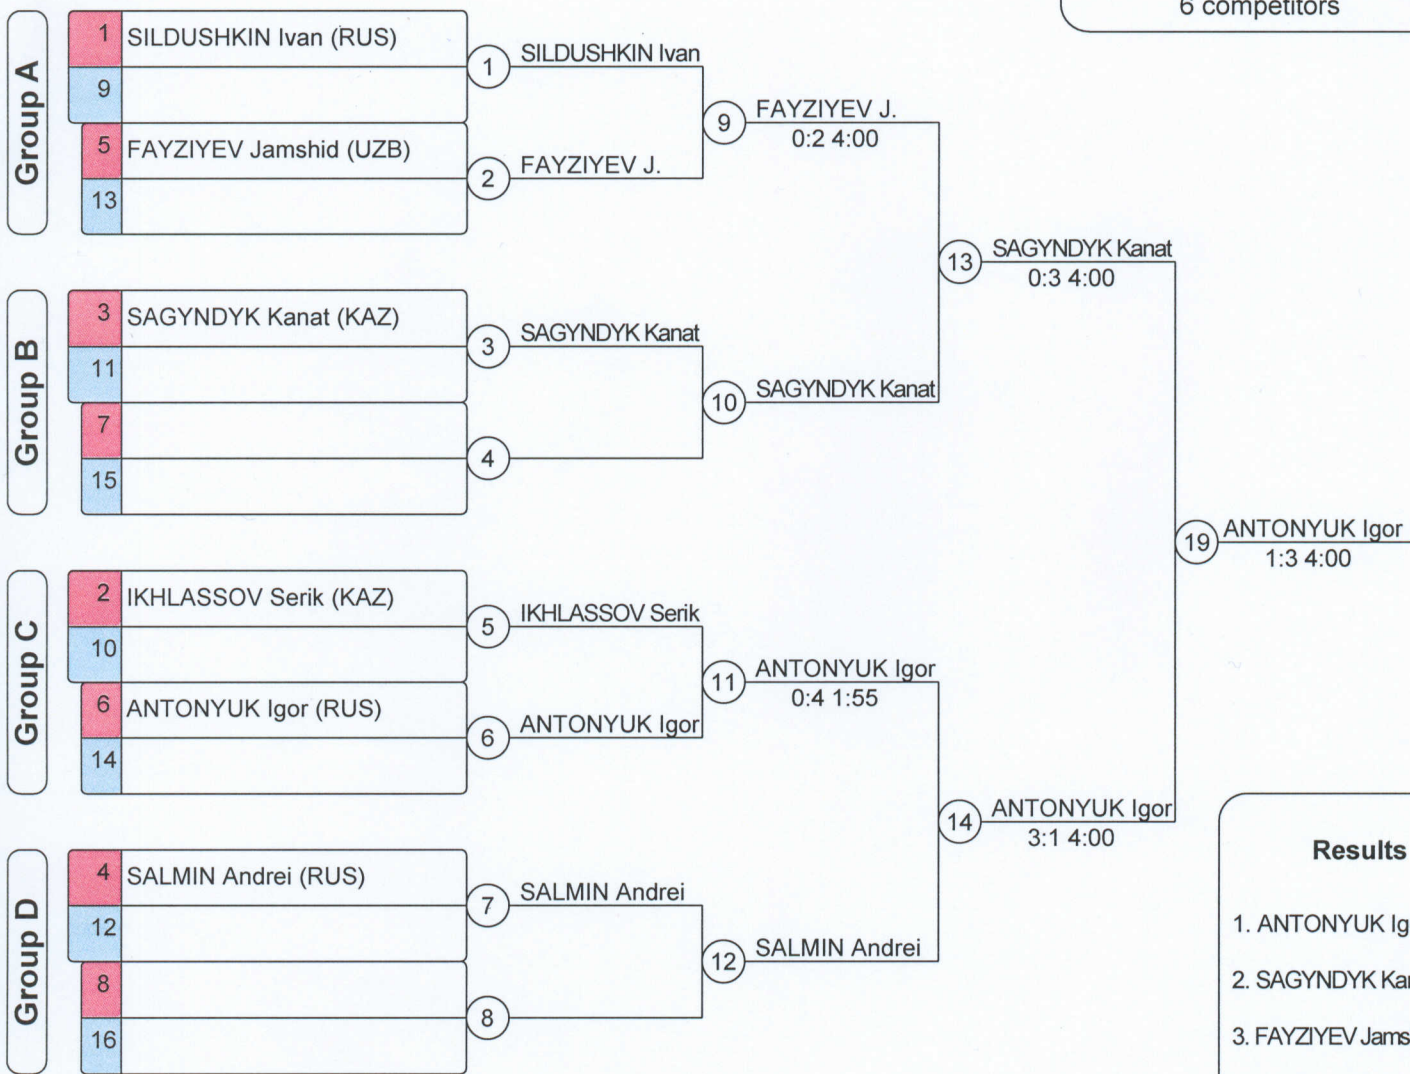 6 competitors
Group A
1 SILDUSHKIN Ivan (RUS)
9
5 FAYZIYEV Jamshid (UZB)
13
1 SILDUSHKIN Ivan
2 FAYZIYEV J.
9 FAYZIYEV J.
0:2 4:00
Group B
3 SAGYNDYK Kanat (KAZ)
11
7
15
3 SAGYNDYK Kanat
4
10 SAGYNDYK Kanat
13 SAGYNDYK Kanat
0:3 4:00
Group C
2 IKHLASSOV Serik (KAZ)
10
6 ANTONYUK Igor (RUS)
14
5 IKHLASSOV Serik
6 ANTONYUK Igor
11 ANTONYUK Igor
0:4 1:55
Group D
4 SALMIN Andrei (RUS)
12
8
16
7 SALMIN Andrei
8
12 SALMIN Andrei
14 ANTONYUK Igor
3:1 4:00
19 ANTONYUK Igor
1:3 4:00
Results
1. ANTONYUK Ig
2. SAGYNDYK Kan
3. FAYZIYEV Jams